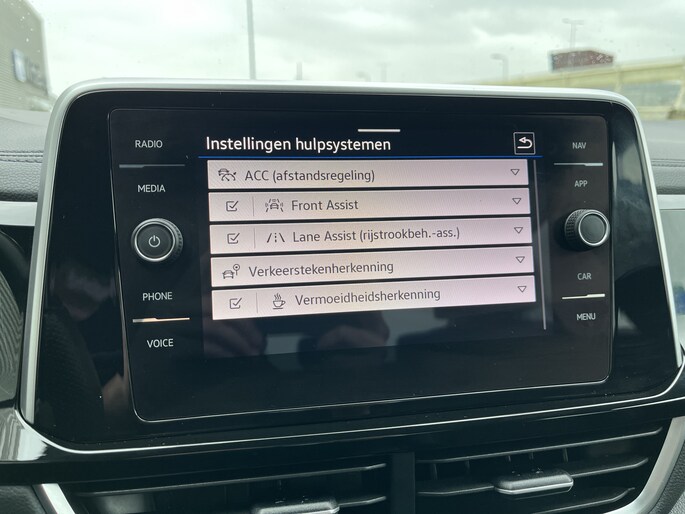 RADIO
MEDIA
PHONE
VOICE
Instellingen hulpsystemen
ACC (afstandsregeling)
Front Assist
Lane Assist (rijstrookbeh.-ass.)
Verkeerstekenherkenning
Vermoeidheidsherkenning
NAV
APP
CAR
MENU